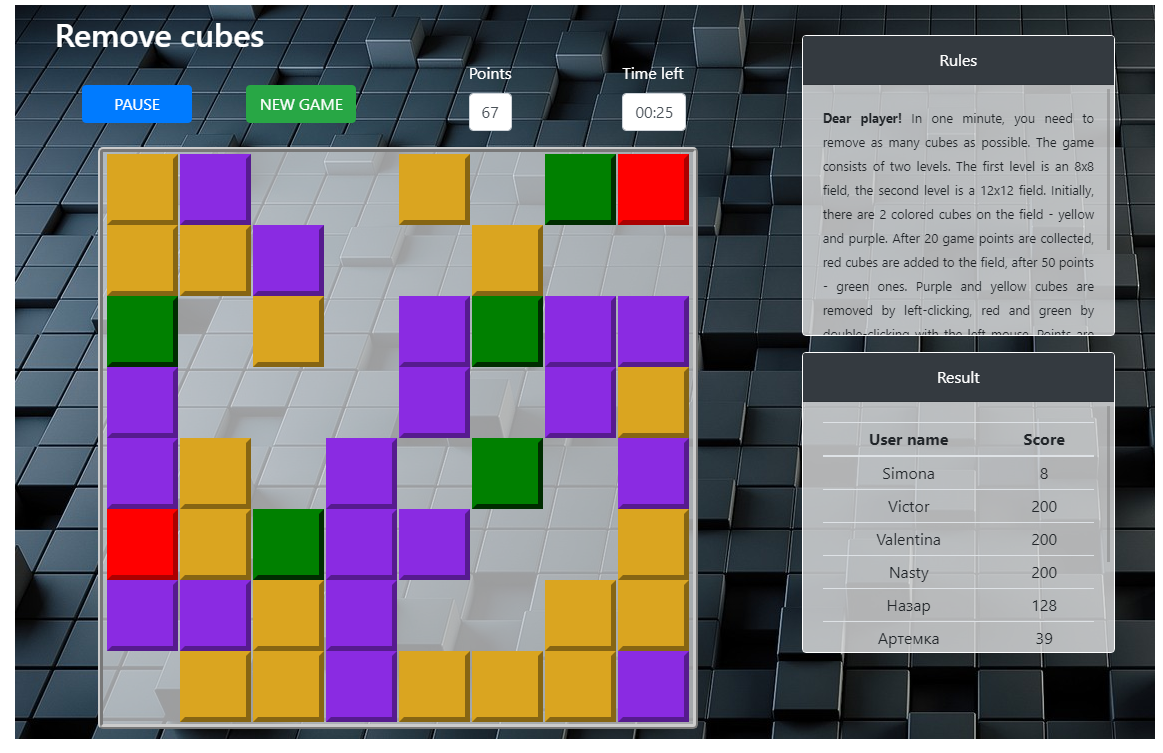 Remove cubes
PAUSE
NEW GAME
Points
67
Time left
00:25
Rules
Dear player! In one minute, you need to
remove as many cubes as possible. The game
consists of two levels. The first level is an 8x8
field, the second level is a 12x12 field. Initially,
there are 2 colored cubes on the field - yellow
and purple. After 20 game points are collected,
red cubes are added to the field, after 50 points
- green ones. Purple and yellow cubes are
removed by left-clicking, red and green by
double-clicking with the left mouse. Points are
Result
User name Score
Simona 8
Victor 200
Valentina 200
Nasty 200
Назар 128
Артемка 39